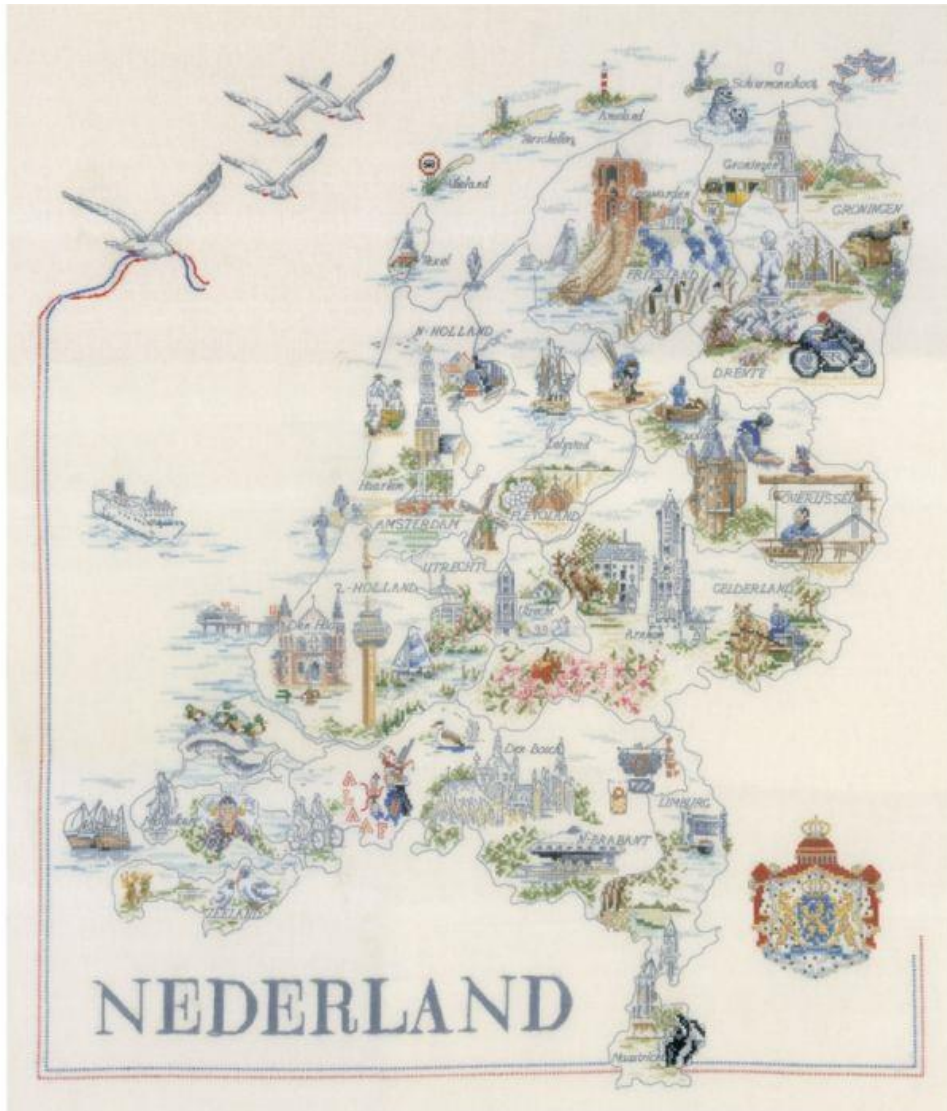 Schiermonnikoog
Ameland
Terschelling
Vlieland
Groningen
Leeuwarden
GRONINGEN
Texel
FRIESLAND
N-HOLLAND
DRENTE
Lelystad
Zwolle
Haarlem
OVERIJSSEL
FLEVOLAND
AMSTERDAM
UTRECHT
Z-HOLLAND
GELDERLAND
Utrecht
Den Haag
Arnhem
Den Bosch
ALAAF
LIMBURG
N-BRABANT
ZEELAND
NEDERLAND
Maastricht